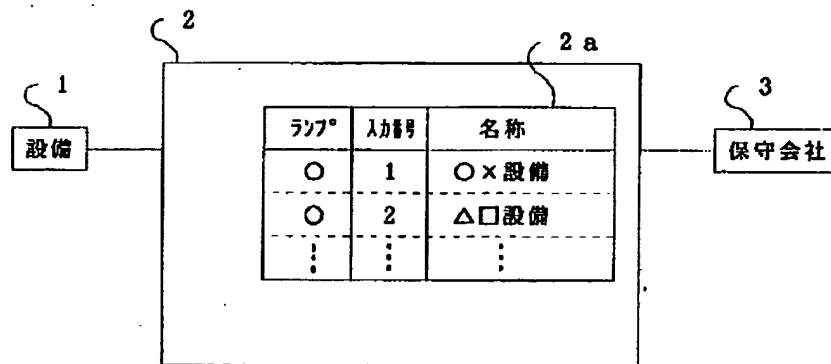 1
2
2 a
3
設備
ランプ 入力番号 名称
○ 1 ○×設備
○ 2 △□設備
保守会社